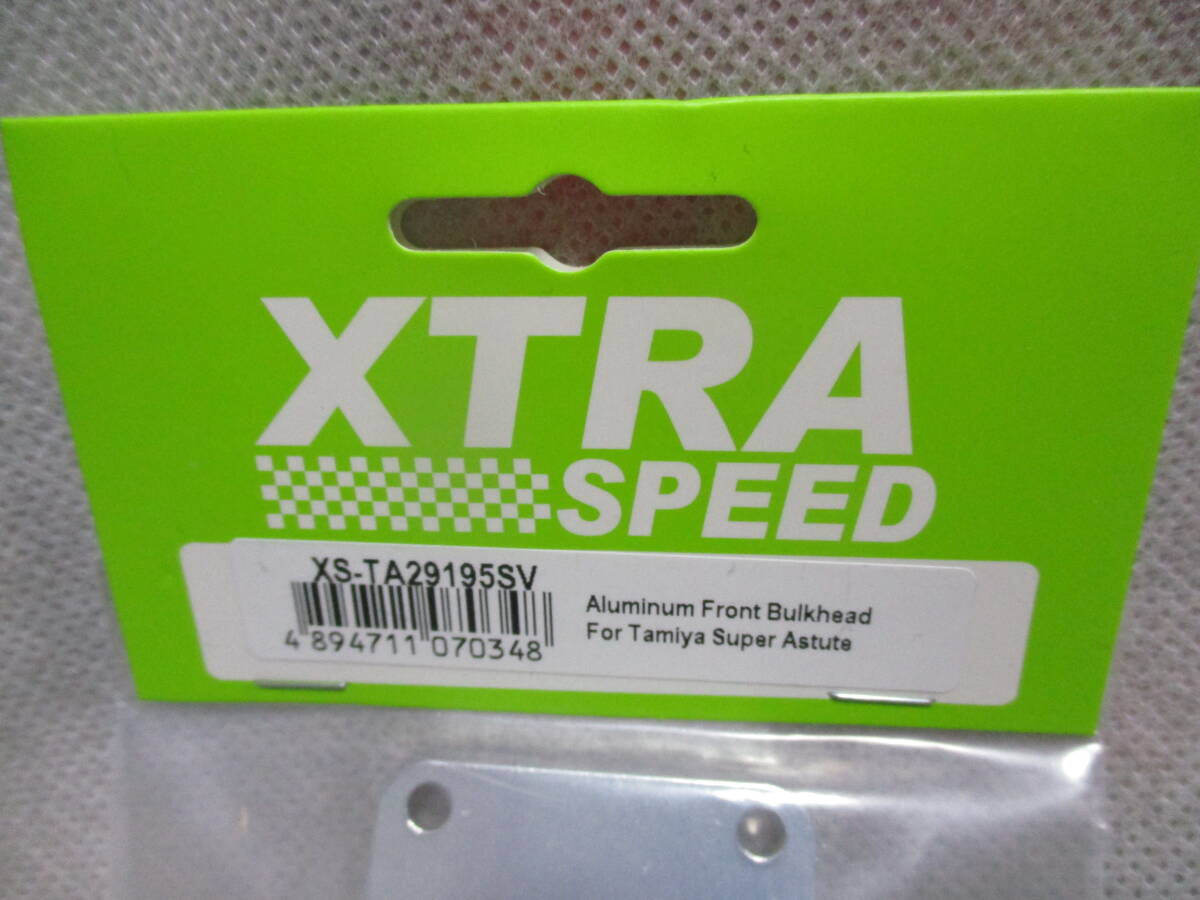 XTRA
SPEED
XS-TA29195SV
4 894711 070348
Aluminum Front Bulkhead
For Tamiya Super Astute